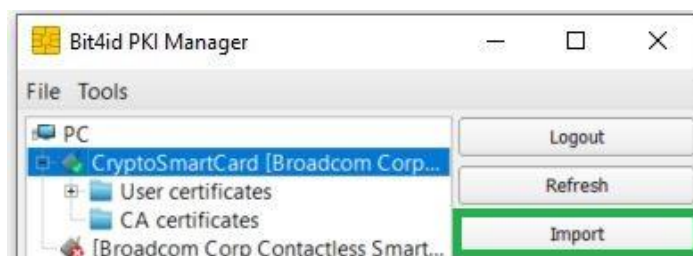 Bit4id PKI Manager
File Tools
PC
Logout
CryptoSmartCard [Broadcom Corp...
Refresh
User certificates
CA certificates
Import
[Broadcom Corp Contactless Smart...